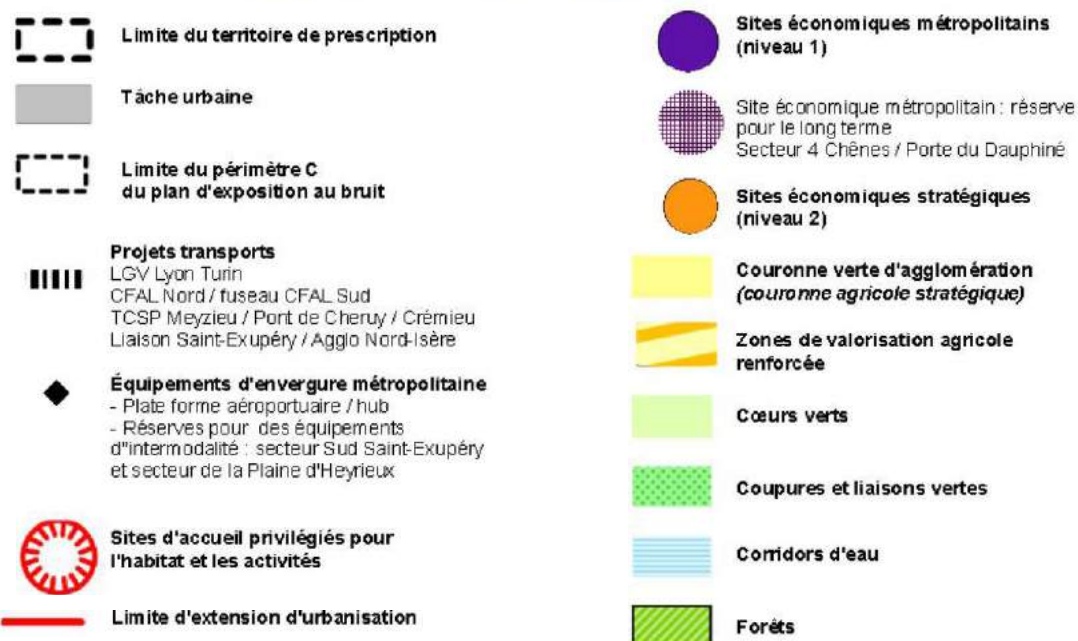 Limite du territoire de prescription
Tâche urbaine
Limite du périmètre C
du plan d'exposition au bruit
Projets transports
LGV Lyon Turin
CFAL Nord / fuseau CFAL Sud
TCSP Meyzieu / Pont de Cheruy / Crémieu
Liaison Saint-Exupéry / Agglo Nord-Isère
Équipements d'envergure métropolitaine
- Plate forme aéroportuaire / hub
- Réserves pour des équipements
d"intermodalité : secteur Sud Saint-Exupéry
et secteur de la Plaine d'Heyrieux
Sites d'accueil privilégiés pour
l'habitat et les activités
Limite d'extension d'urbanisation
Sites économiques métropolitains
(niveau 1)
Site économique métropolitain : réserve
pour le long terme
Secteur 4 Chênes / Porte du Dauphiné
Sites économiques stratégiques
(niveau 2)
Couronne verte d'agglomération
(couronne agricole stratégique)
Zones de valorisation agricole
renforcée
Cœurs verts
Coupures et liaisons vertes
Corridors d'eau
Forêts